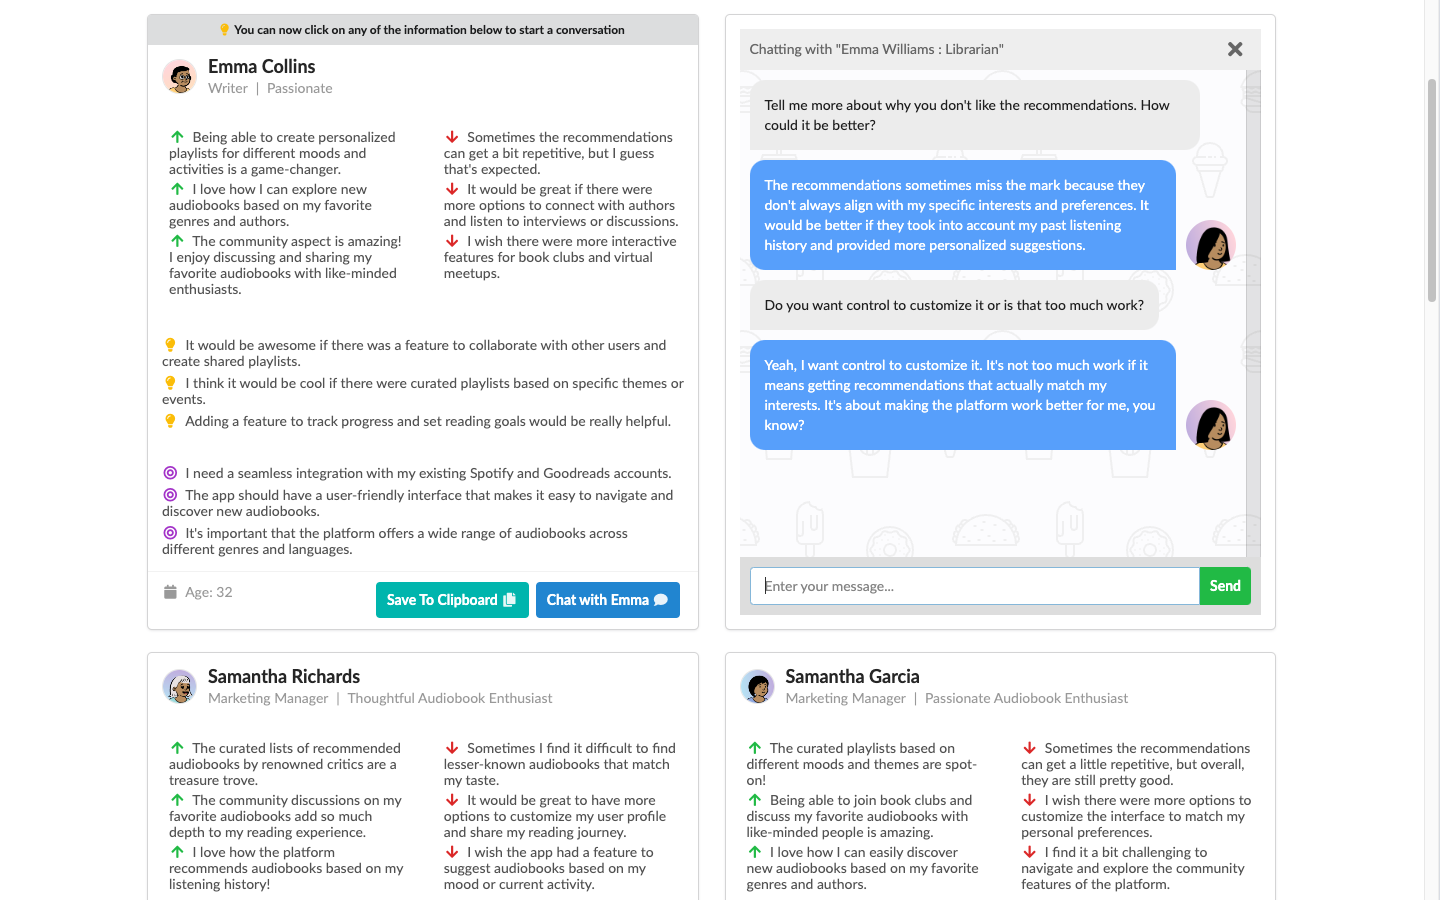 You can now click on any of the information below to start a conversation
Emma Collins
Writer | Passionate
Being able to create personalized
playlists for different moods and
activities is a game-changer.
I love how I can explore new
audiobooks based on my favorite
genres and authors.
The community aspect is amazing!
I enjoy discussing and sharing my
favorite audiobooks with like-minded
enthusiasts.
Sometimes the recommendations
can get a bit repetitive, but I guess
that's expected.
It would be great if there were
more options to connect with authors
and listen to interviews or discussions.
I wish there were more interactive
features for book clubs and virtual
meetups.
It would be awesome if there was a feature to collaborate with other users and
create shared playlists.
I think it would be cool if there were curated playlists based on specific themes or
events.
Adding a feature to track progress and set reading goals would be really helpful.
I need a seamless integration with my existing Spotify and Goodreads accounts.
The app should have a user-friendly interface that makes it easy to navigate and
discover new audiobooks.
It's important that the platform offers a wide range of audiobooks across
different genres and languages.
Age: 32
Save To Clipboard
Chat with Emma
Chatting with "Emma Williams : Librarian"
Tell me more about why you don't like the recommendations. How
could it be better?
The recommendations sometimes miss the mark because they
don't always align with my specific interests and preferences. It
would be better if they took into account my past listening
history and provided more personalized suggestions.
Do you want control to customize it or is that too much work?
Yeah, I want control to customize it. It's not too much work if it
means getting recommendations that actually match my
interests. It's about making the platform work better for me, you
know?
Enter your message...
Send
Samantha Richards
Marketing Manager | Thoughtful Audiobook Enthusiast
The curated lists of recommended
audiobooks by renowned critics are a
treasure trove.
The community discussions on my
favorite audiobooks add so much
depth to my reading experience.
I love how the platform
recommends audiobooks based on my
listening history!
Sometimes I find it difficult to find
lesser-known audiobooks that match
my taste.
It would be great to have more
options to customize my user profile
and share my reading journey.
I wish the app had a feature to
suggest audiobooks based on my
mood or current activity.
Samantha Garcia
Marketing Manager | Passionate Audiobook Enthusiast
The curated playlists based on
different moods and themes are spot-
on!
Being able to join book clubs and
discuss my favorite audiobooks with
like-minded people is amazing.
I love how I can easily discover
new audiobooks based on my favorite
genres and authors.
Sometimes the recommendations
can get a little repetitive, but overall,
they are still pretty good.
I wish there were more options to
customize the interface to match my
personal preferences.
I find it a bit challenging to
navigate and explore the community
features of the platform.